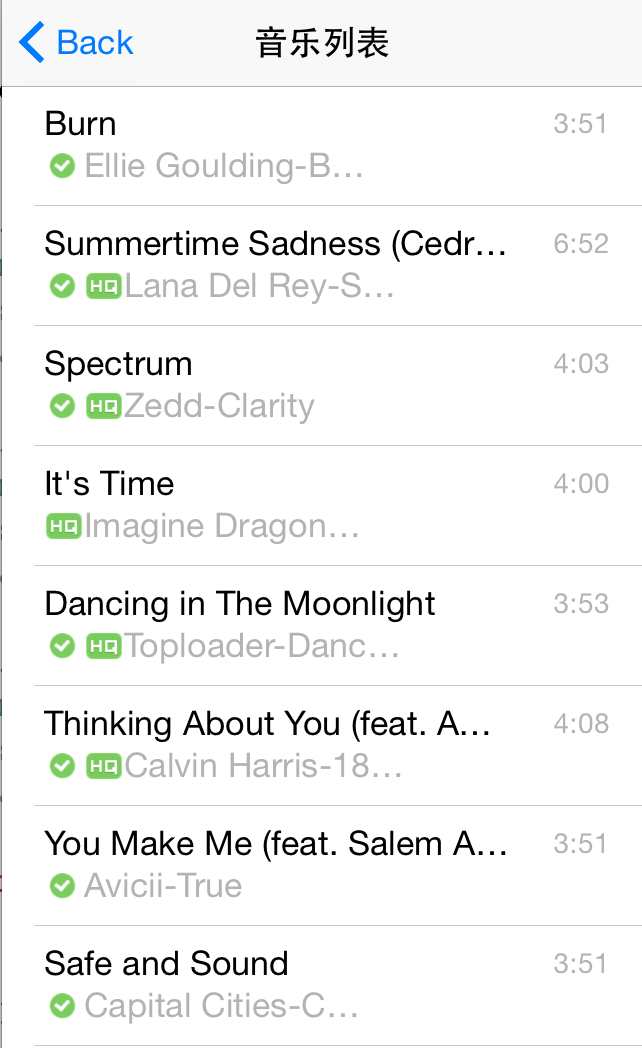 Back
音乐列表
Burn
3:51
Ellie Goulding-B...
Summertime Sadness (Cedr...
6:52
HQ Lana Del Rey-S...
Spectrum
4:03
HQ Zedd-Clarity
It's Time
4:00
HQ Imagine Dragon...
Dancing in The Moonlight
3:53
HQ Toploader-Danc...
Thinking About You (feat. A...
4:08
HQ Calvin Harris-18...
You Make Me (feat. Salem A...
3:51
Avicii-True
Safe and Sound
3:51
Capital Cities-C...